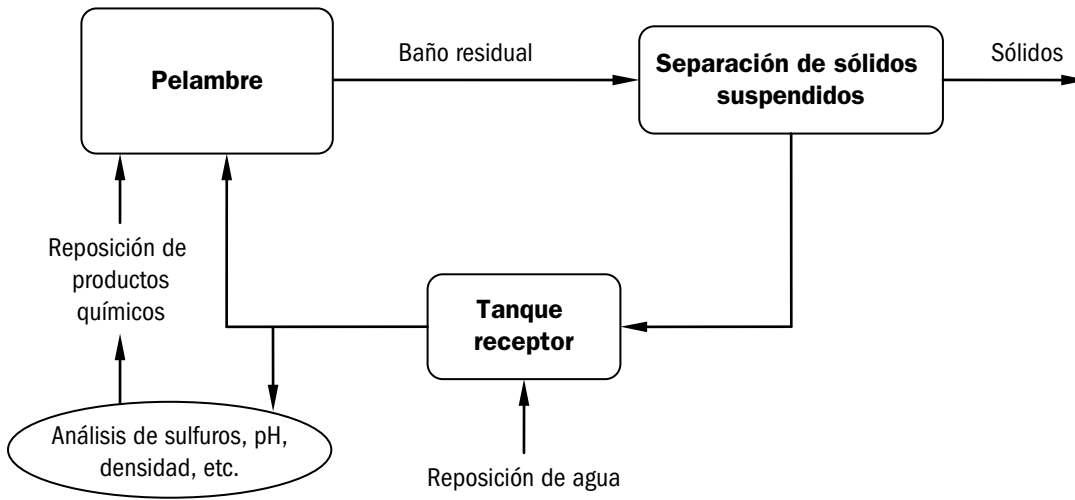 Pelambre
Baño residual
Separación de sólidos
suspendidos
Sólidos
Reposición de
productos
químicos
Tanque
receptor
Análisis de sulfuros, pH,
densidad, etc.
Reposición de agua